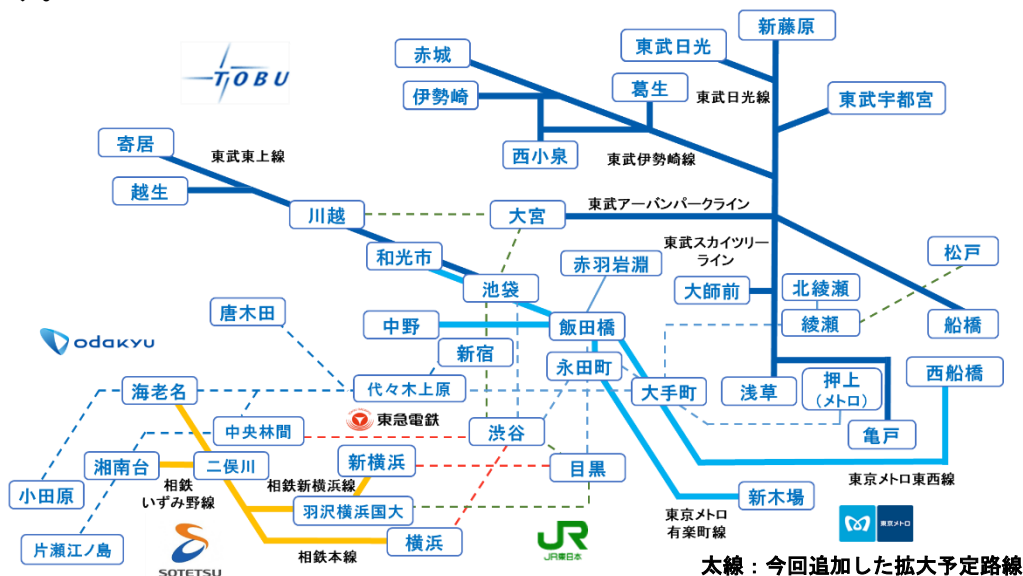 TOBU
赤城
東武日光
新藤原
伊勢崎
葛生
東武日光線
東武宇都宮
寄居
東武東上線
西小泉
東武伊勢崎線
越生
川越
大宮
東武アーバンパークライン
和光市
東武スカイツリー
ライン
松戸
赤羽岩淵
池袋
大師前
北綾瀬
唐木田
中野
飯田橋
綾瀬
船橋
odakyu
新宿
永田町
西船橋
海老名
代々木上原
大手町
浅草
押上
(メトロ)
東急電鉄
中央林間
渋谷
亀戸
湘南台
二俣川
新横浜
目黒
相鉄
いずみ野線
相鉄新横浜線
東京メトロ東西線
小田原
羽沢横浜国大
新木場
東京メトロ
有楽町線
東京メトロ
片瀬江ノ島
SOTETSU
相鉄本線
横浜
JR
JR東日本
太線：今回追加した拡大予定路線